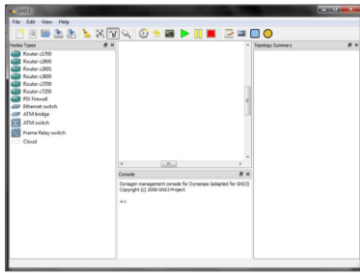 GNS3
File Edit View Help
Nodes Types
Topology Summary
Router c1700
Router c2600
Router c2691
Router c3600
Router c3700
Router c7200
PIX firewall
Ethernet switch
ATM bridge
ATM switch
Frame Relay switch
Cloud
Console
Dynagen management console for Dynamips (adapted for GNS3)
Copyright (c) 2008 GNS3 Project
=>